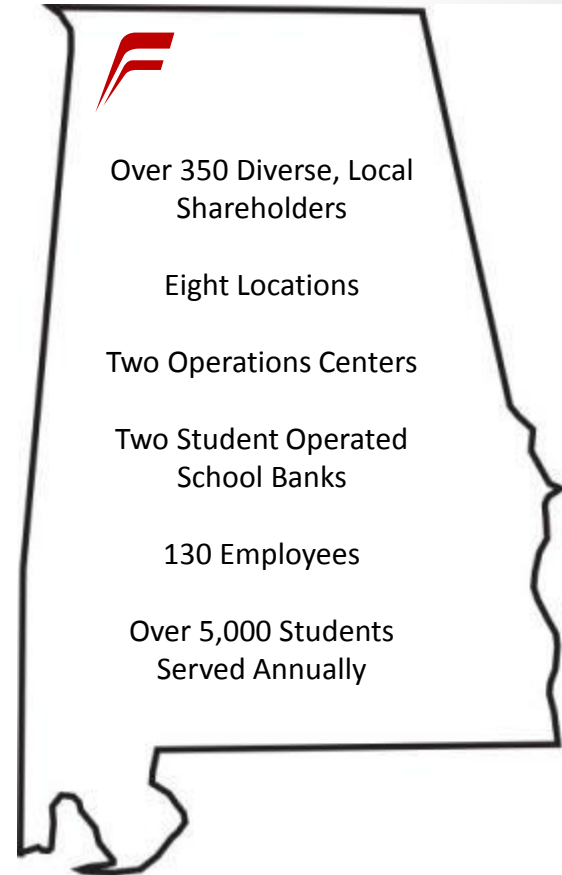 Over 350 Diverse, Local
Shareholders
Eight Locations
Two Operations Centers
Two Student Operated
School Banks
130 Employees
Over 5,000 Students
Served Annually